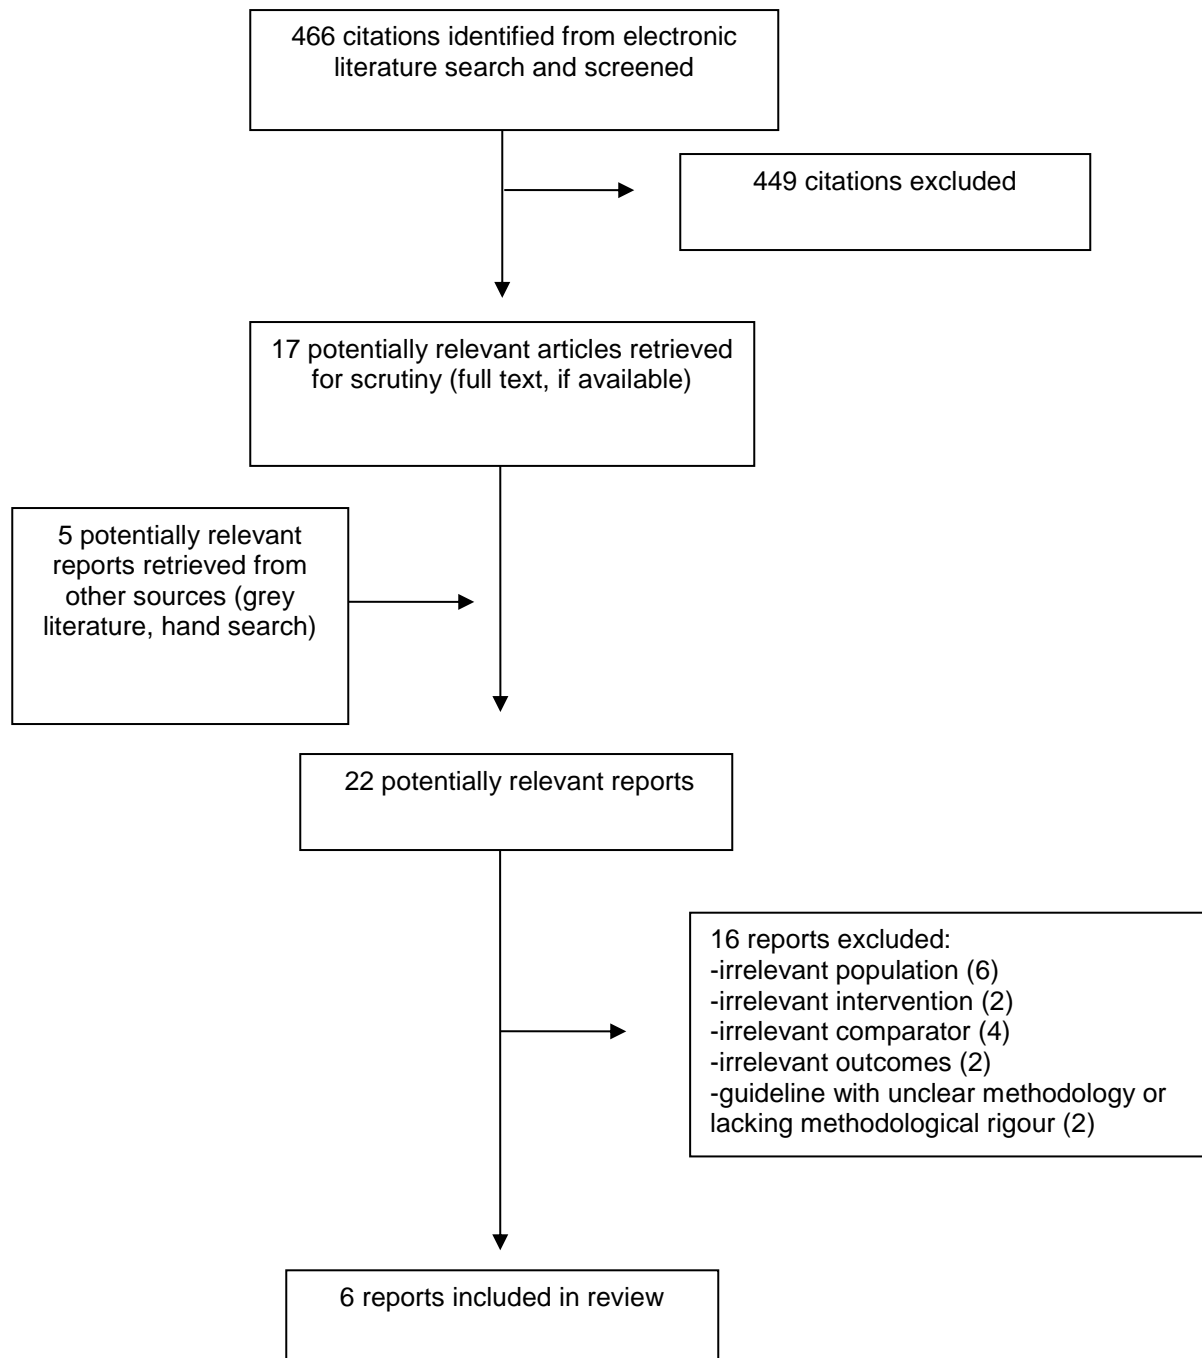 466 citations identified from electronic
literature search and screened
449 citations excluded
17 potentially relevant articles retrieved
for scrutiny (full text, if available)
5 potentially relevant
reports retrieved from
other sources (grey
literature, hand search)
22 potentially relevant reports
16 reports excluded:
-irrelevant population (6)
-irrelevant intervention (2)
-irrelevant comparator (4)
-irrelevant outcomes (2)
-guideline with unclear methodology or
lacking methodological rigour (2)
6 reports included in review